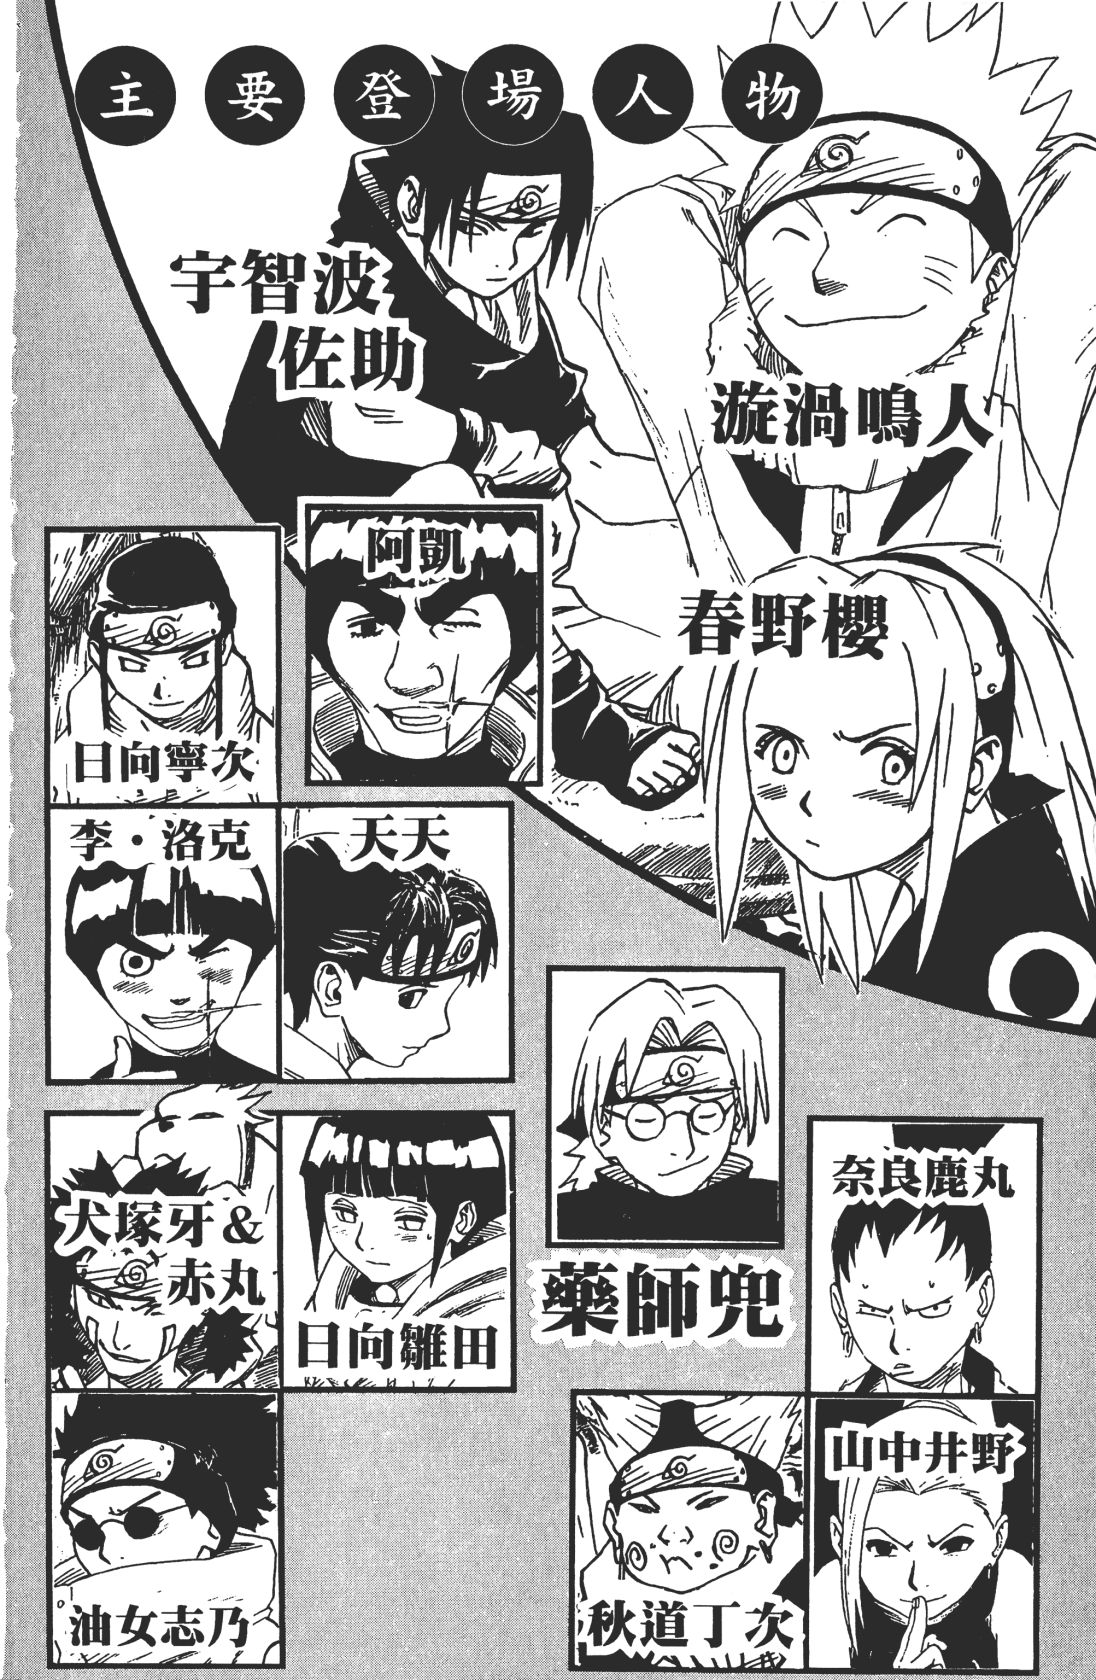 主要登場人物
宇智波
佐助
漩渦鳴人
春野櫻
阿凱
日向寧次
李·洛克
天天
犬塚牙&
赤丸
日向雛田
油女志乃
藥師兜
奈良鹿丸
秋道丁次
山中井野